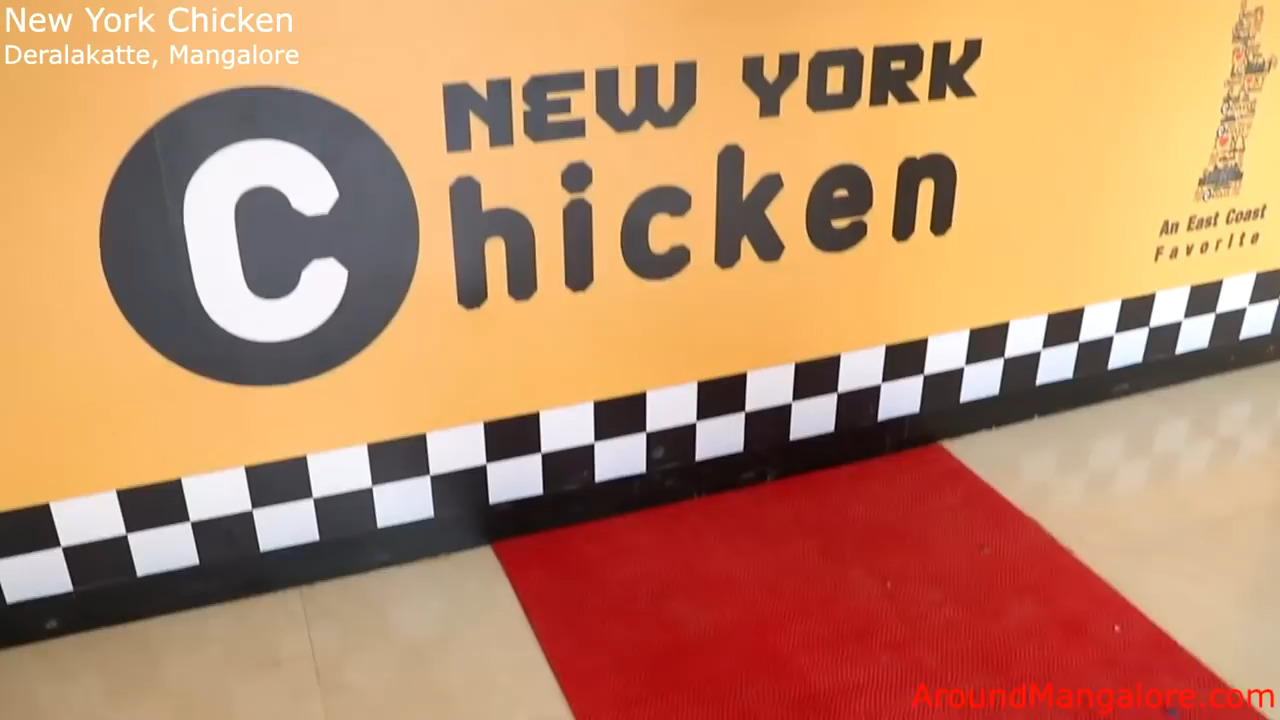 New York Chicken
Deralakatte, Mangalore
C
NEW YORK
Chicken
An East Coast
Favorite
AroundMangalore.com